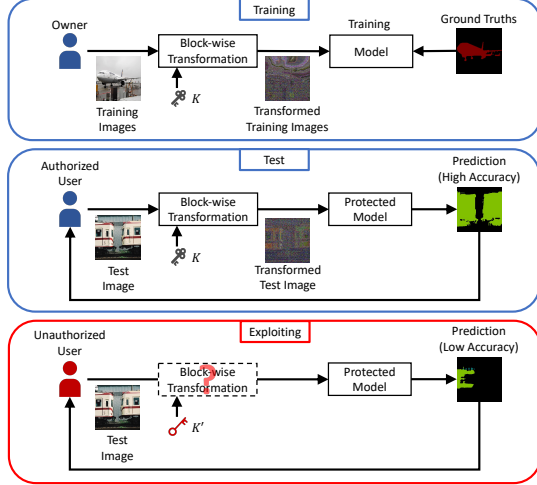 Training
Owner
Block-wise
Transformation
Training
Model
Ground Truths
K
Training
Images
Transformed
Training Images
Test
Authorized
User
Block-wise
Transformation
Protected
Model
Prediction
(High Accuracy)
K
Test
Image
Transformed
Test Image
Exploiting
Unauthorized
User
Block-wise
Transformation
?
Protected
Model
Prediction
(Low Accuracy)
K′
Test
Image